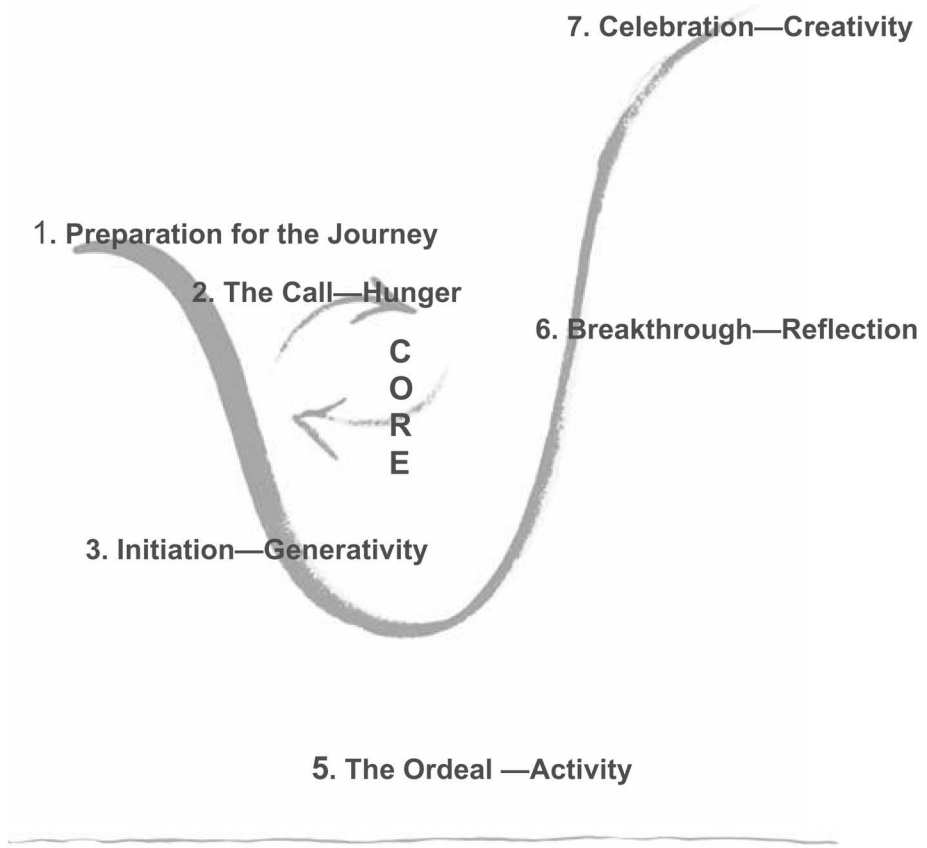 7. Celebration—Creativity
1. Preparation for the Journey
2. The Call—Hunger
6. Breakthrough—Reflection
C
O
R
E
3. Initiation—Generativity
5. The Ordeal —Activity